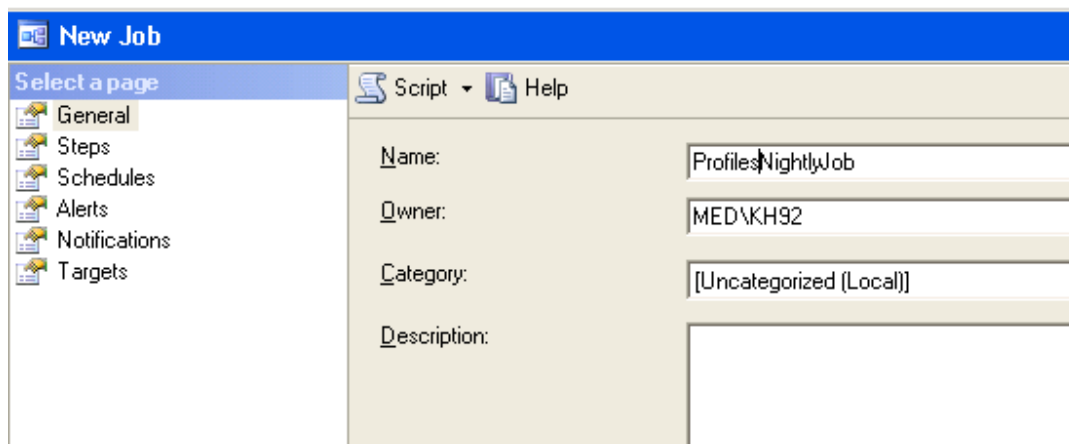 New Job
Select a page
General
Steps
Schedules
Alerts
Notifications
Targets
Script Help
Name: ProfilesNightlyJob
Owner: MED\KH92
Category: [Uncategorized (Local)]
Description: